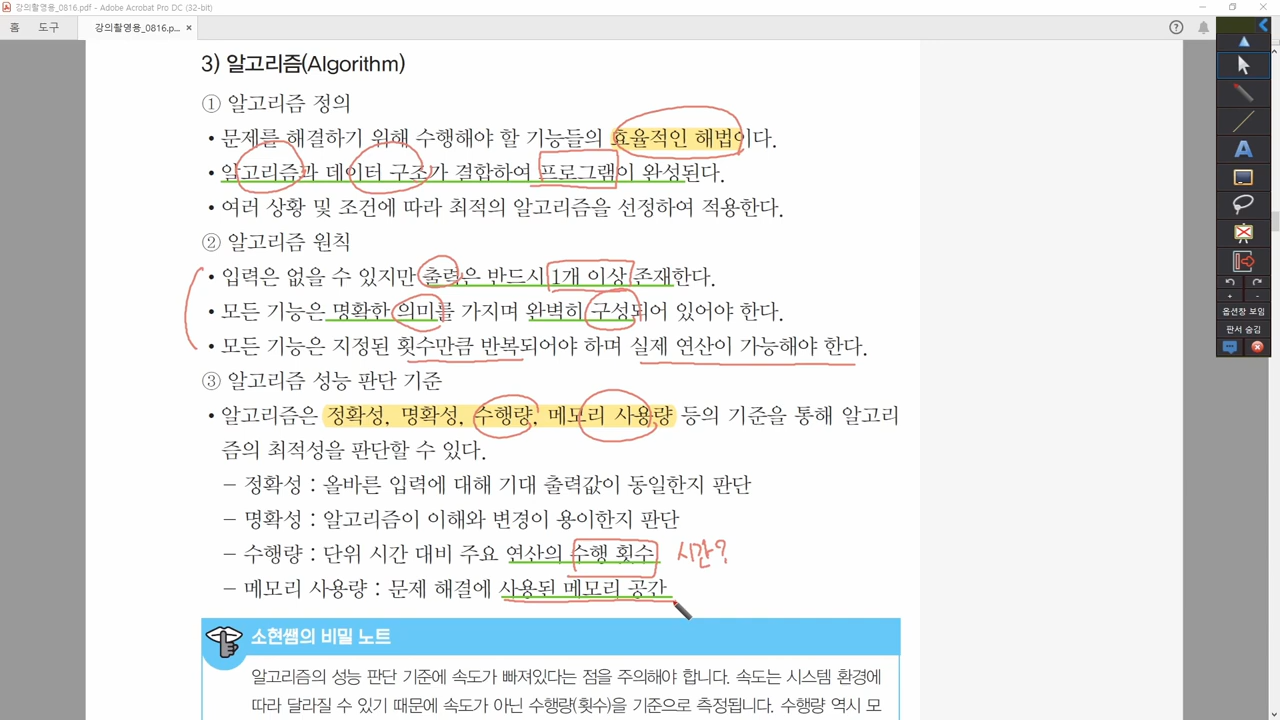 강의촬영용_0816.pdf - Adobe Acrobat Pro DC (32-bit)
홈 도구 강의촬영용_0816.p... ×
3) 알고리즘(Algorithm)
① 알고리즘 정의
• 문제를 해결하기 위해 수행해야 할 기능들의 효율적인 해법이다.
• 알고리즘과 데이터 구조가 결합하여 프로그램이 완성된다.
• 여러 상황 및 조건에 따라 최적의 알고리즘을 선정하여 적용한다.
② 알고리즘 원칙
• 입력은 없을 수 있지만 출력은 반드시 1개 이상 존재한다.
• 모든 기능은 명확한 의미를 가지며 완벽히 구성되어 있어야 한다.
• 모든 기능은 지정된 횟수만큼 반복되어야 하며 실제 연산이 가능해야 한다.
③ 알고리즘 성능 판단 기준
• 알고리즘은 정확성, 명확성, 수행량, 메모리 사용량 등의 기준을 통해 알고리
즘의 최적성을 판단할 수 있다.
– 정확성 : 올바른 입력에 대해 기대 출력값이 동일한지 판단
– 명확성 : 알고리즘이 이해와 변경이 용이한지 판단
– 수행량 : 단위 시간 대비 주요 연산의 수행 횟수 시간?
– 메모리 사용량 : 문제 해결에 사용된 메모리 공간
소현쌤의 비밀 노트
알고리즘의 성능 판단 기준에 속도가 빠져있다는 점을 주의해야 합니다. 속도는 시스템 환경에
따라 달라질 수 있기 때문에 속도가 아닌 수행량(횟수)을 기준으로 측정됩니다. 수행량 역시 모
A
+ -
옵션장 보임
판서 숨김